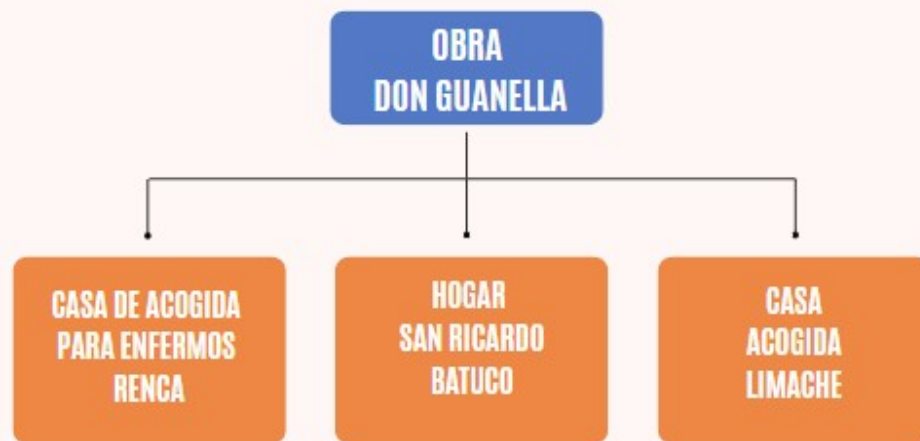 OBRA
DON GUANELLA
CASA DE ACOGIDA
PARA ENFERMOS
RENCA
HOGAR
SAN RICARDO
BATUCO
CASA
ACOGIDA
LIMACHE